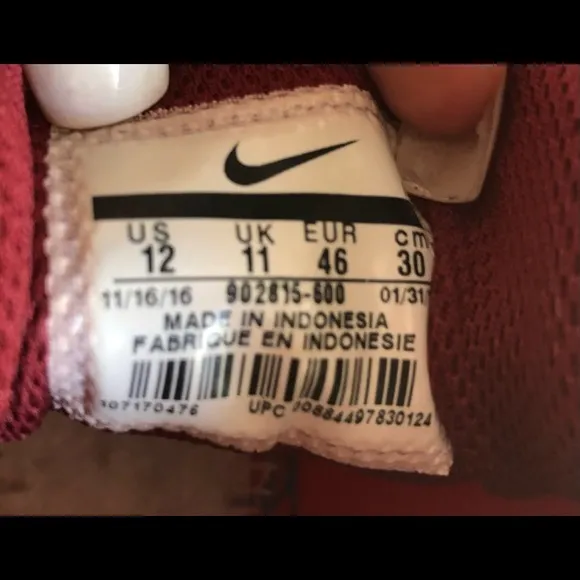 US UK EUR cm
12 11 46 30
11/16/16 902815-600 01/31
MADE IN INDONESIA
FABRIQUE EN INDONESIE
UPC 00884497830124